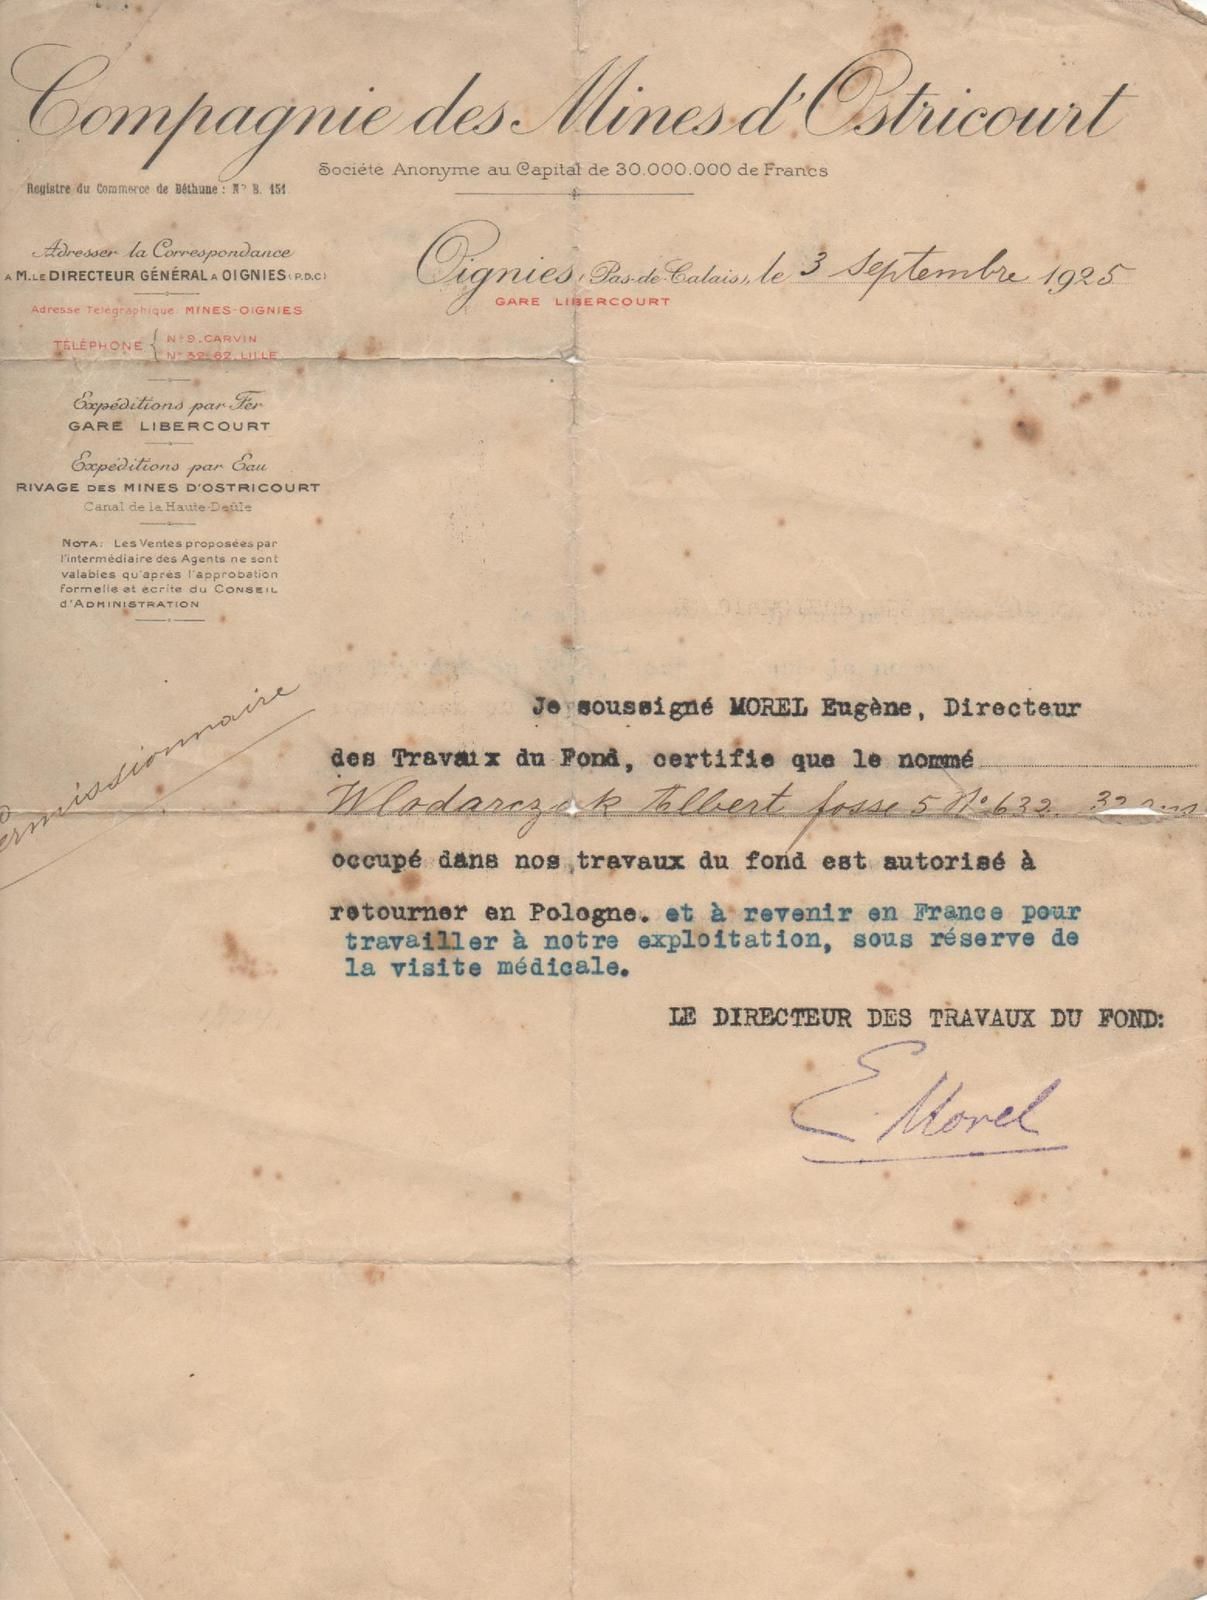 Compagnie des Mines d'Ostricourt
Société Anonyme au Capital de 30.000.000 de Francs
Registre du Commerce de Béthune : N° B. 151
Adresser la Correspondance
A M. LE DIRECTEUR GÉNÉRAL A OIGNIES (P.D.C)
Adresse Télégraphique: MINES-OIGNIES
TÉLÉPHONE { N° 9. CARVIN
N° 32-62. LILLE
Expéditions par Fer
GARE LIBERCOURT
Expéditions par Eau
RIVAGE DES MINES D'OSTRICOURT
Canal de la Haute-Deûle
NOTA: Les Ventes proposées par
l'intermédiaire des Agents ne sont
valables qu'après l'approbation
formelle et écrite du CONSEIL
d'ADMINISTRATION
Oignies (Pas-de-Calais), le 3 septembre 1925
GARE LIBERCOURT
Permissionnaire
Je soussigné MOREL Eugène, Directeur
des Travaux du Fond, certifie que le nommé
Wlodarczak Albert fosse 5 N° 632. 32 ans
occupé dans nos travaux du fond est autorisé à
retourner en Pologne. et à revenir en France pour
travailler à notre exploitation, sous réserve de
la visite médicale.
LE DIRECTEUR DES TRAVAUX DU FOND:
E. Morel